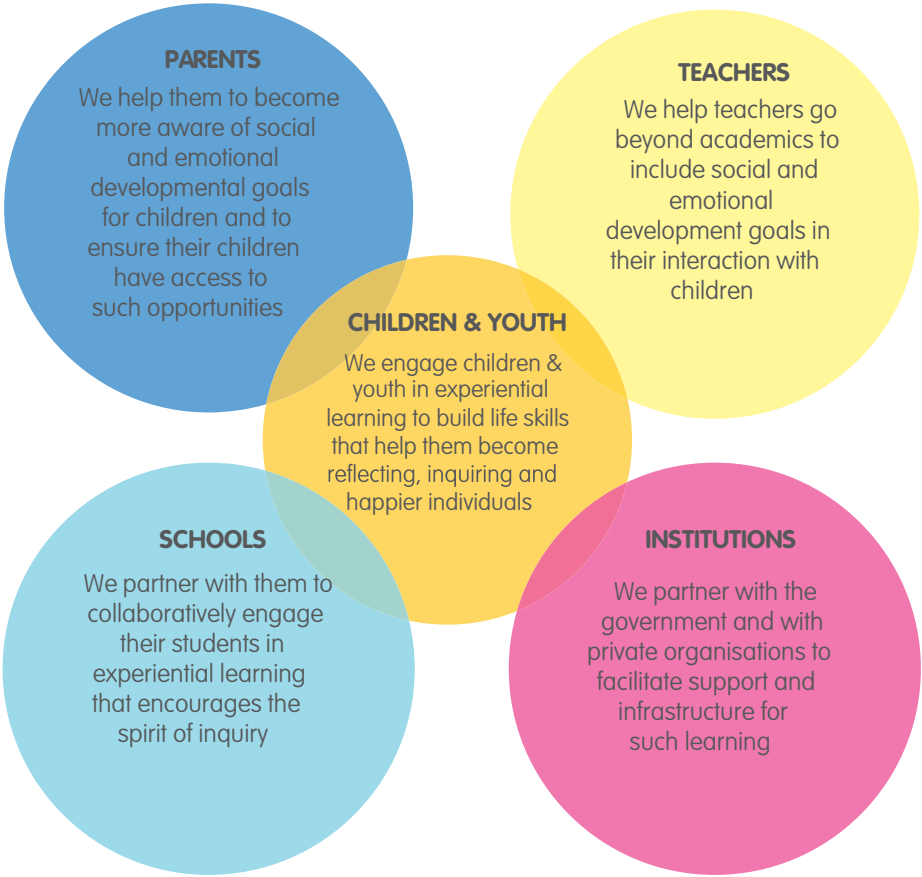 PARENTS
We help them to become
more aware of social
and emotional
developmental goals
for children and to
ensure their children
have access to
such opportunities
TEACHERS
We help teachers go
beyond academics to
include social and
emotional
development goals in
their interaction with
children
CHILDREN & YOUTH
We engage children &
youth in experiential
learning to build life skills
that help them become
reflecting, inquiring and
happier individuals
SCHOOLS
We partner with them to
collaboratively engage
their students in
experiential learning
that encourages the
spirit of inquiry
INSTITUTIONS
We partner with the
government and with
private organisations to
facilitate support and
infrastructure for
such learning